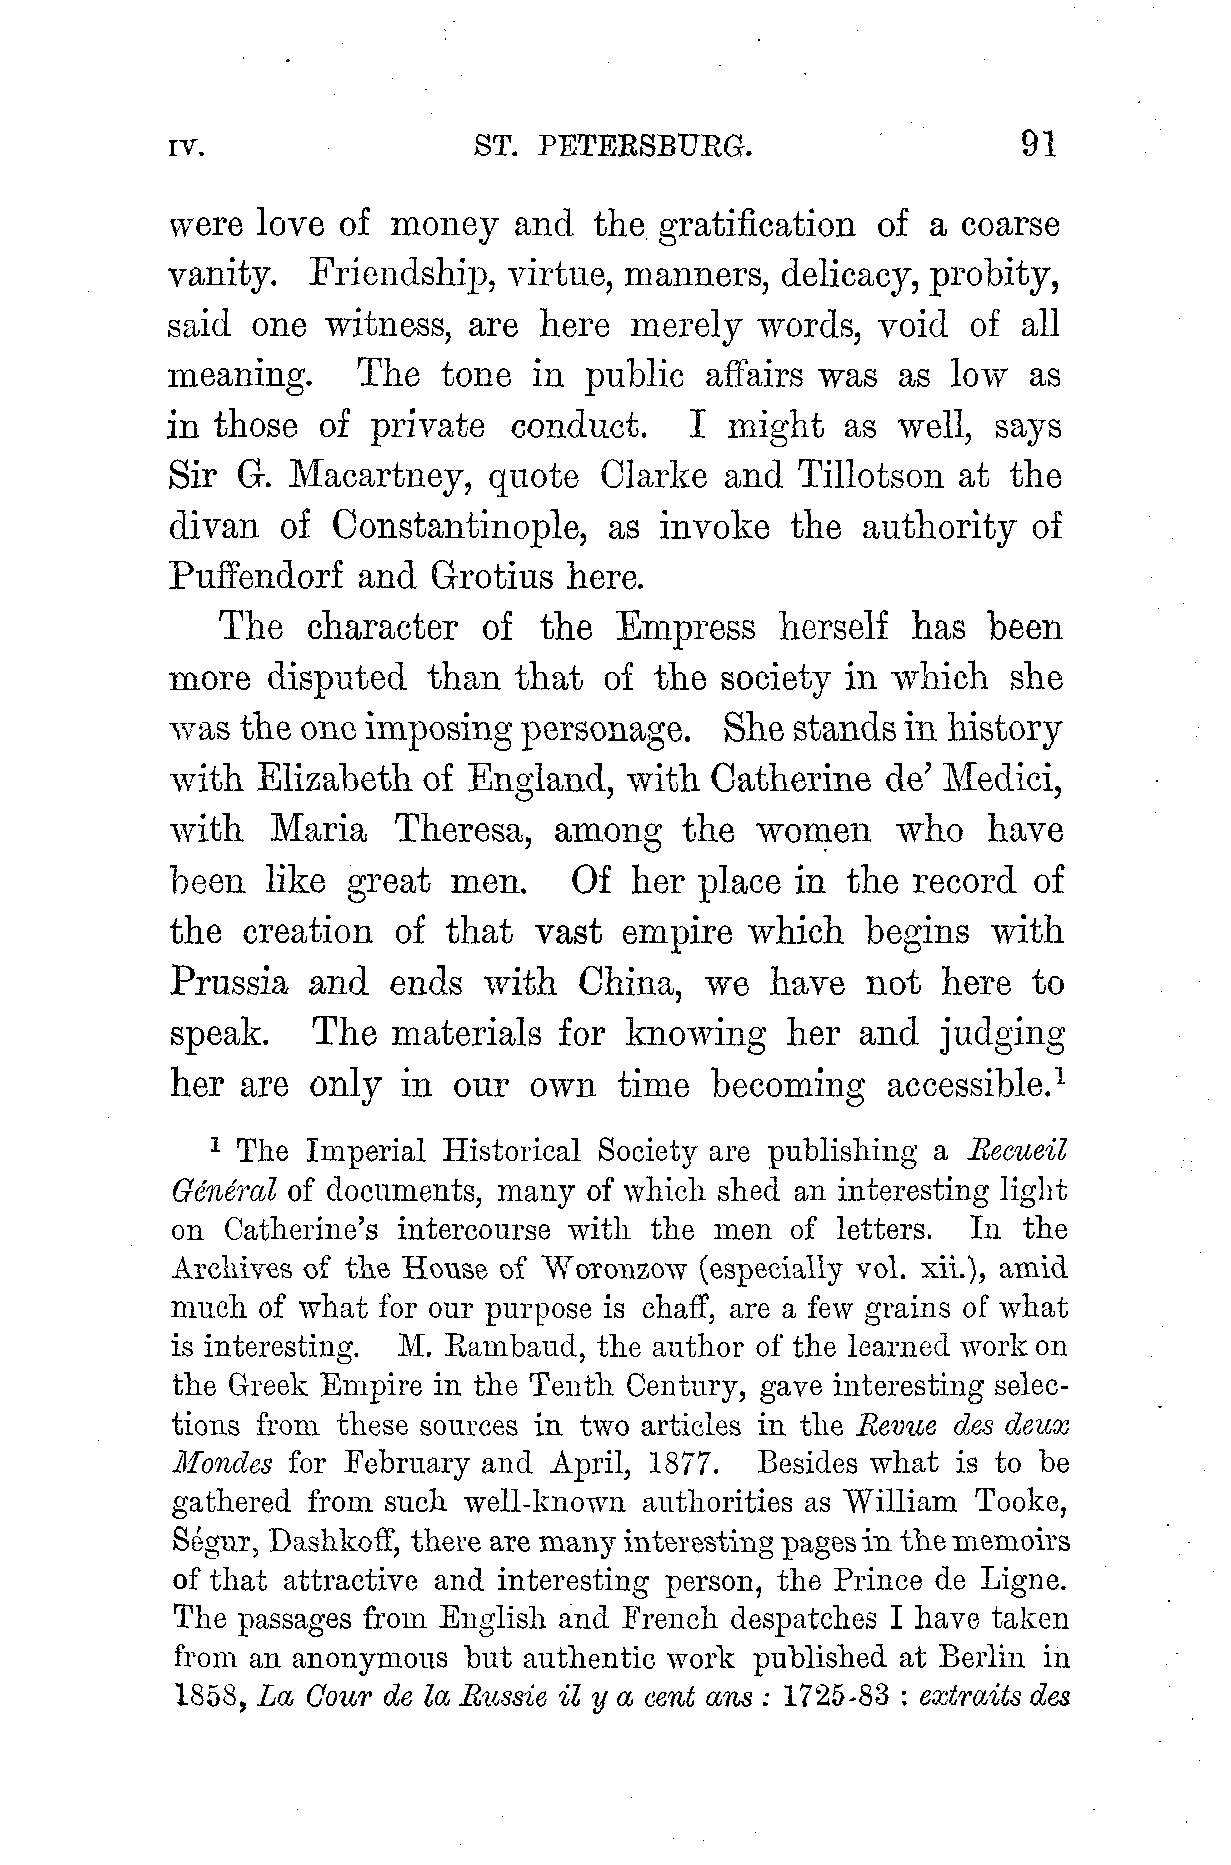 IV. ST. PETERSBURG. 91
were love of money and the gratification of a coarse
vanity. Friendship, virtue, manners, delicacy, probity,
said one witness, are here merely words, void of all
meaning. The tone in public affairs was as low as
in those of private conduct. I might as well, says
Sir G. Macartney, quote Clarke and Tillotson at the
divan of Constantinople, as invoke the authority of
Puffendorf and Grotius here.
The character of the Empress herself has been
more disputed than that of the society in which she
was the one imposing personage. She stands in history
with Elizabeth of England, with Catherine de' Medici,
with Maria Theresa, among the women who have
been like great men. Of her place in the record of
the creation of that vast empire which begins with
Prussia and ends with China, we have not here to
speak. The materials for knowing her and judging
her are only in our own time becoming accessible.¹
¹ The Imperial Historical Society are publishing a Recueil
Général of documents, many of which shed an interesting light
on Catherine's intercourse with the men of letters. In the
Archives of the House of Woronzow (especially vol. xii.), amid
much of what for our purpose is chaff, are a few grains of what
is interesting. M. Rambaud, the author of the learned work on
the Greek Empire in the Tenth Century, gave interesting selec-
tions from these sources in two articles in the Revue des deux
Mondes for February and April, 1877. Besides what is to be
gathered from such well-known authorities as William Tooke,
Ségur, Dashkoff, there are many interesting pages in the memoirs
of that attractive and interesting person, the Prince de Ligne.
The passages from English and French despatches I have taken
from an anonymous but authentic work published at Berlin in
1858, La Cour de la Russie il y a cent ans : 1725-83 : extraits des